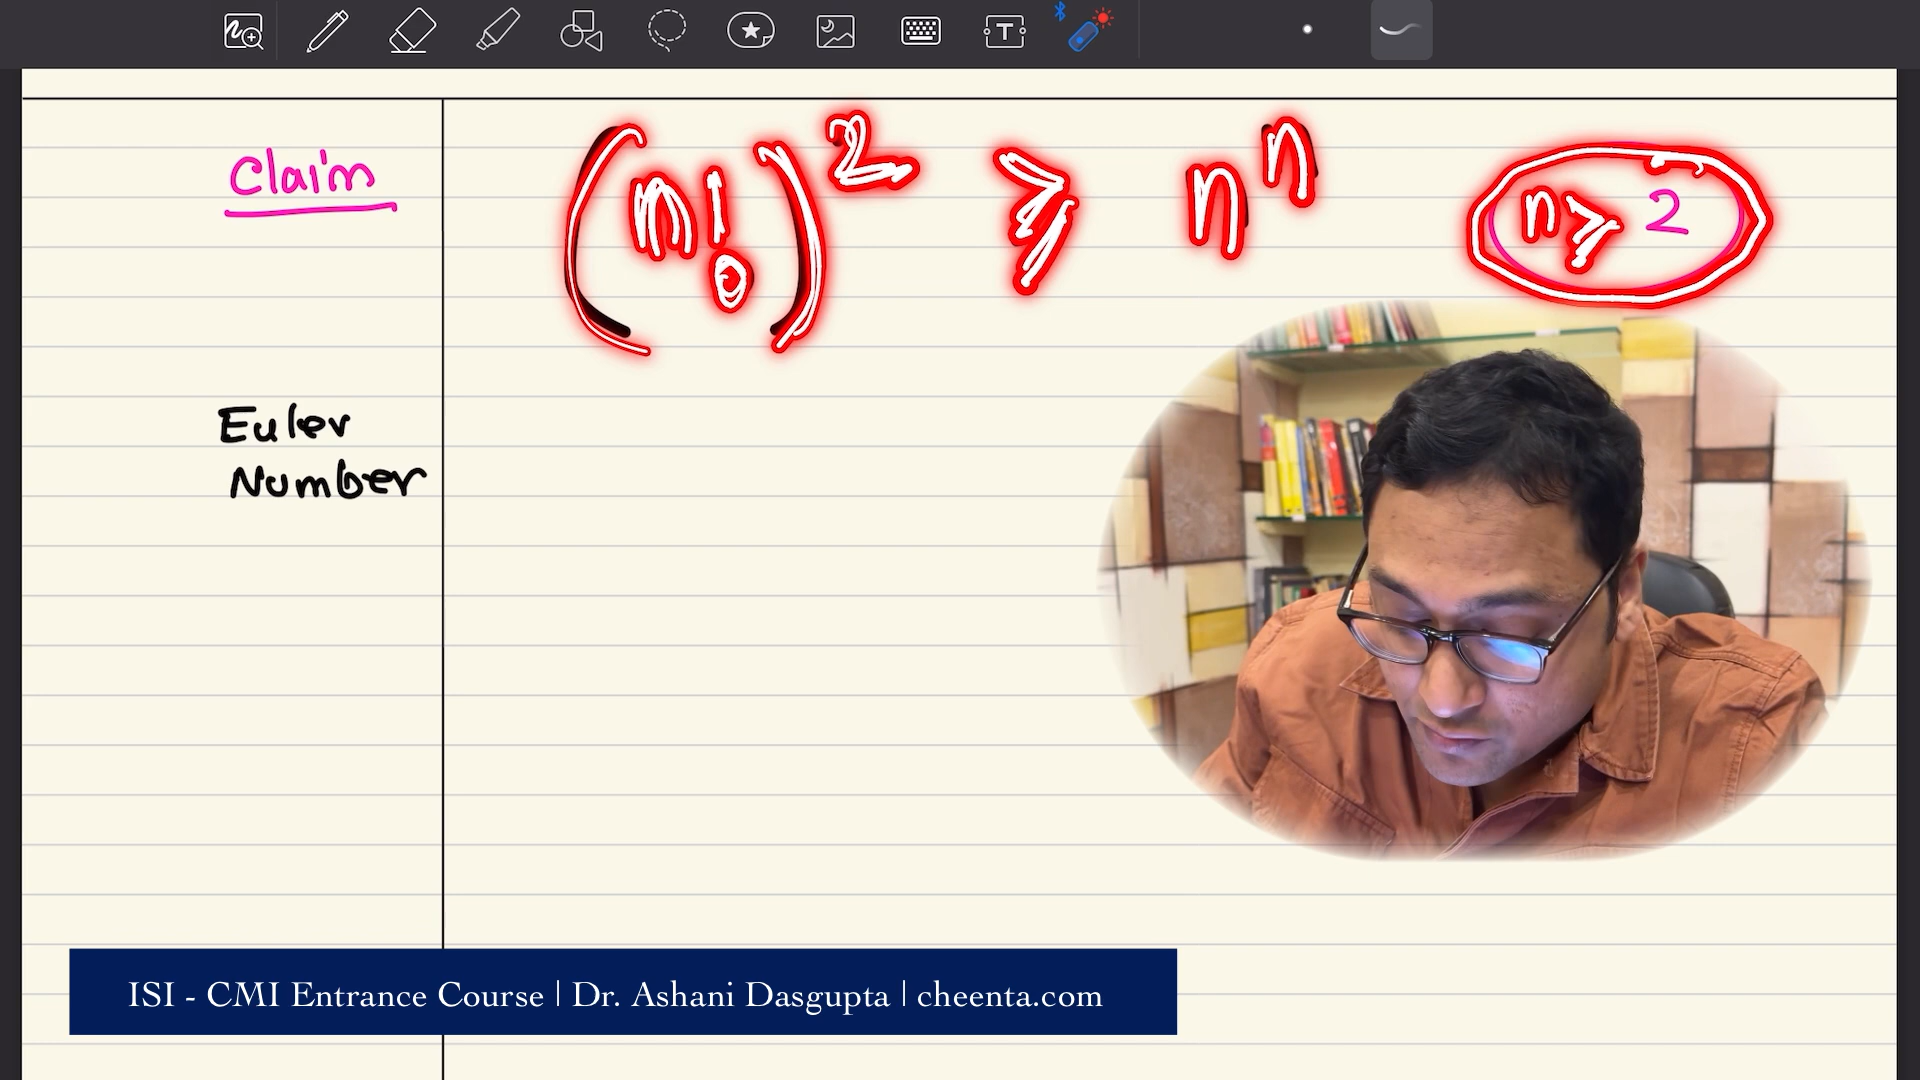 Claim (n!)² ⩾ nⁿ n ⩾ 2
Euler
Number
ISI - CMI Entrance Course | Dr. Ashani Dasgupta | cheenta.com